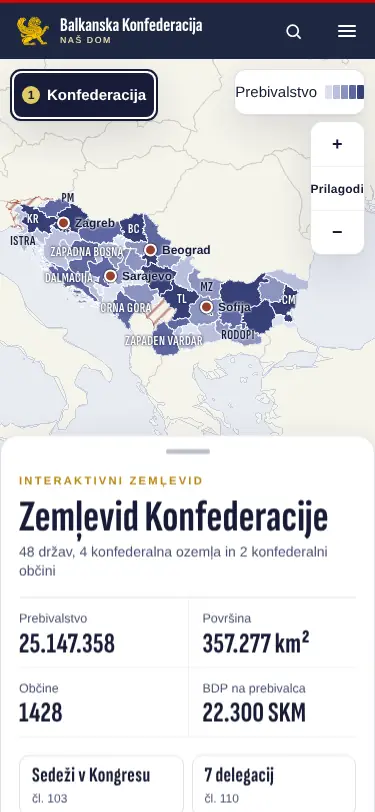 Balkanska Konfederacija
NAŠ DOM
1 Konfederacija
Prebivalstvo
+
Prilagodi
−
PM
KR
Zagreb
ISTRA
BC
ZAPADNA BOSNA
Beograd
DALMACIJA
Sarajevo
MZ
TL
CRNA GORA
Sofija
CM
RODOPI
ZAPADEN VARDAR
INTERAKTIVNI ZEMĻEVID
Zemļevid Konfederacije
48 držav, 4 konfederalna ozemļa in 2 konfederalni
občini
Prebivalstvo
25.147.358
Površina
357.277 km²
Občine
1428
BDP na prebivalca
22.300 SKM
Sedeži v Kongresu
čl. 103
7 delegacij
čl. 110